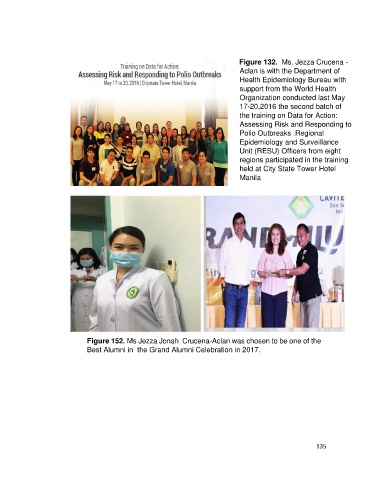 Training on Data for Action:
Assessing Risk and Responding to Polio Outbreaks
May 17 to 20, 2016 | Citystate Tower Hotel, Manila
Figure 132. Ms. Jezza Crucena -
Aclan is with the Department of
Health Epidemiology Bureau with
support from the World Health
Organization conducted last May
17-20,2016 the second batch of
the training on Data for Action:
Assessing Risk and Responding to
Polio Outbreaks .Regional
Epidemiology and Surveillance
Unit (RESU) Officers from eight
regions participated in the training
held at City State Tower Hotel
Manila
CAVITE
Figure 152. Ms Jezza Jonah Crucena-Aclan was chosen to be one of the
Best Alumni in the Grand Alumni Celebration in 2017.
135